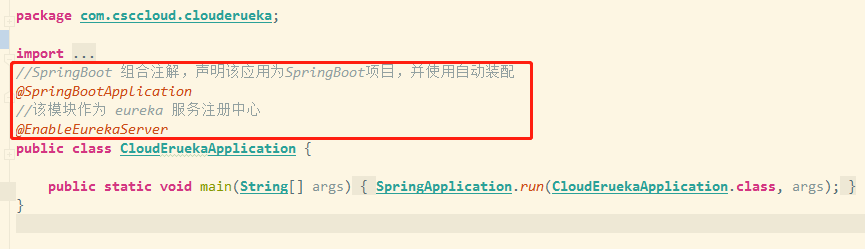 package com.csccloud.clouderueka;
import ...
//SpringBoot 组合注解，声明该应用为SpringBoot项目，并使用自动装配
@SpringBootApplication
//该模块作为 eureka 服务注册中心
@EnableEurekaServer
public class CloudEruekaApplication {
public static void main(String[] args) { SpringApplication.run(CloudEruekaApplication.class, args); }
}